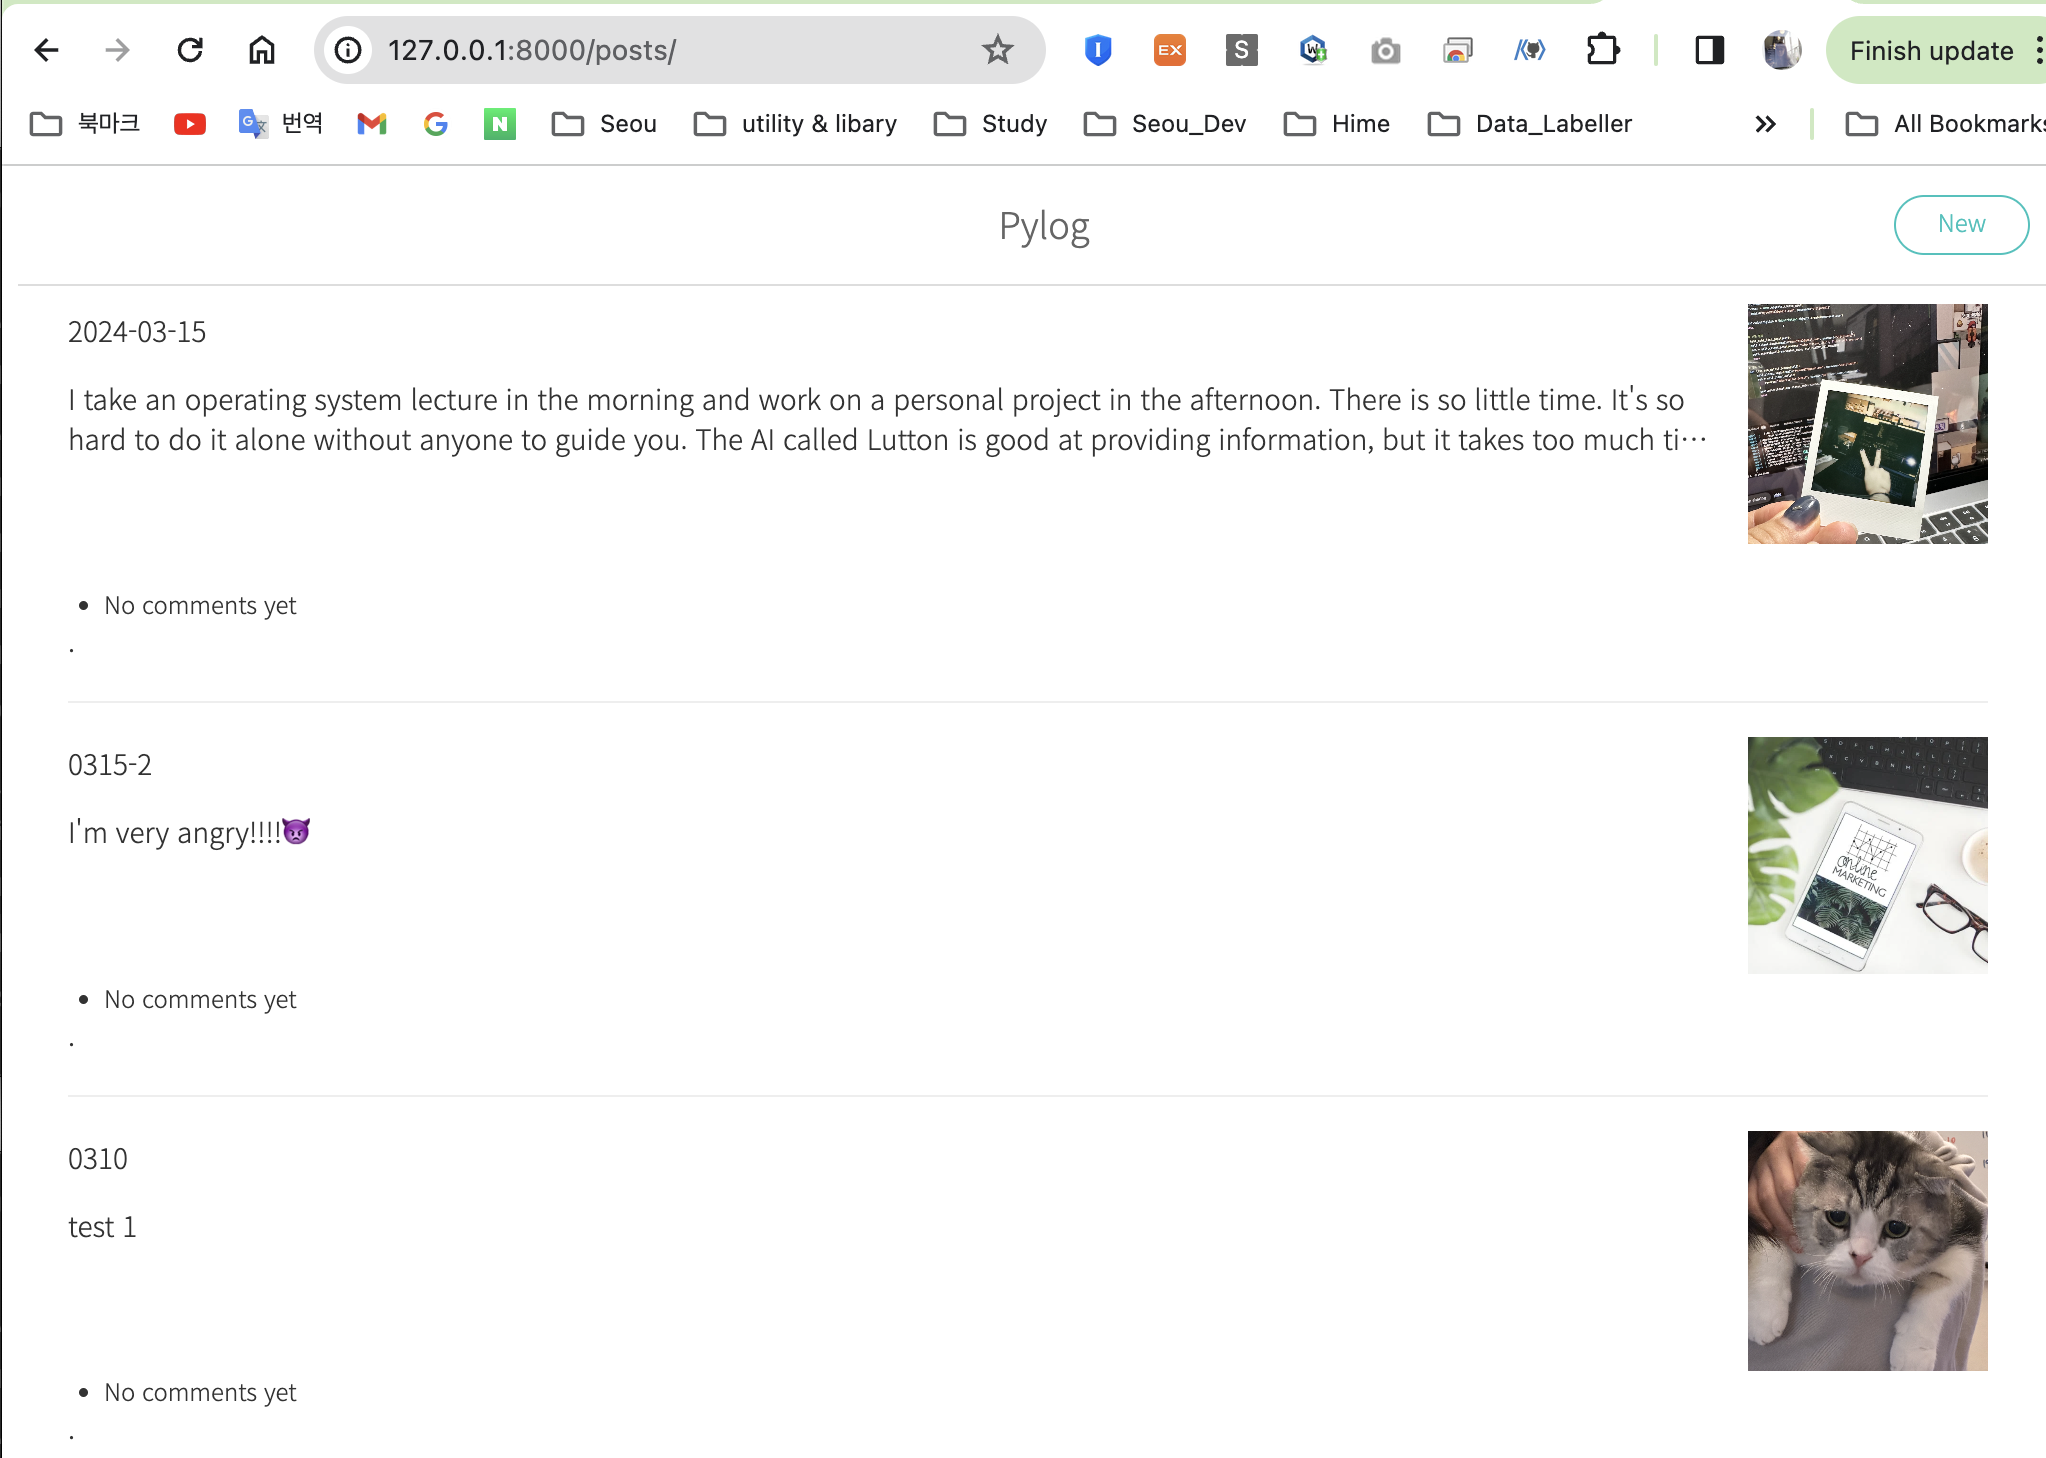 127.0.0.1:8000/posts/
EX
S
W
Finish update
북마크
번역
N
Seou
utility & libary
Study
Seou_Dev
Hime
Data_Labeller
All Bookmarks
Pylog
New
2024-03-15
I take an operating system lecture in the morning and work on a personal project in the afternoon. There is so little time. It's so
hard to do it alone without anyone to guide you. The AI called Lutton is good at providing information, but it takes too much ti…
No comments yet
.
0315-2
I'm very angry!!!!👿
online
MARKETING
No comments yet
.
0310
test 1
No comments yet
.